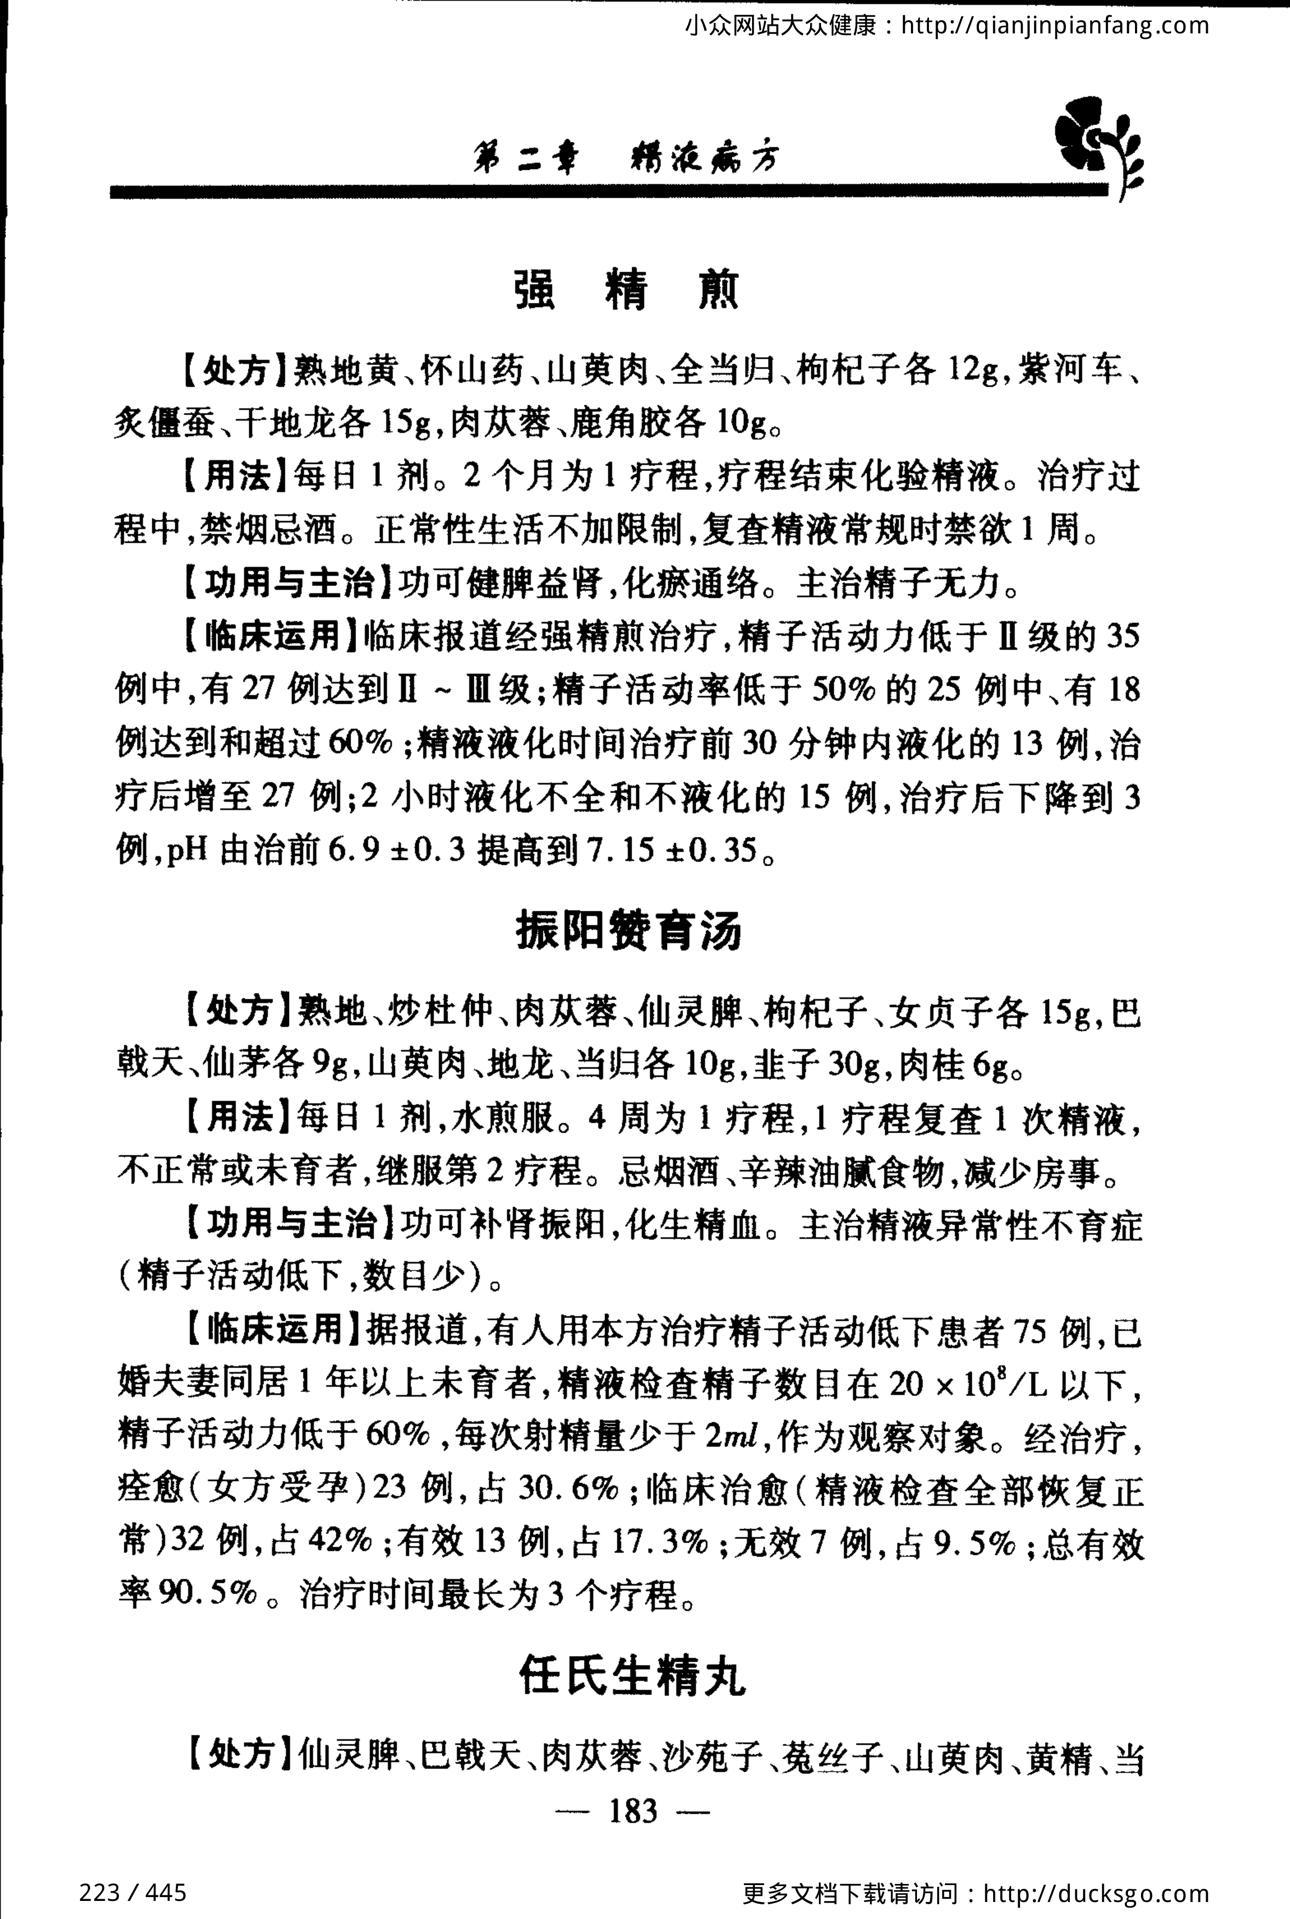 小众网站大众健康：http://qianjinpianfang.com
第二章 精液病方
强 精 煎
【处方】熟地黄、怀山药、山萸肉、全当归、枸杞子各 12g,紫河车、
炙僵蚕、干地龙各 15g,肉苁蓉、鹿角胶各 10g。
【用法】每日 1 剂。2 个月为 1 疗程,疗程结束化验精液。治疗过
程中,禁烟忌酒。正常性生活不加限制,复查精液常规时禁欲 1 周。
【功用与主治】功可健脾益肾,化瘀通络。主治精子无力。
【临床运用】临床报道经强精煎治疗,精子活动力低于Ⅱ级的 35
例中,有 27 例达到Ⅱ ~ Ⅲ级;精子活动率低于 50% 的 25 例中、有 18
例达到和超过 60% ;精液液化时间治疗前 30 分钟内液化的 13 例,治
疗后增至 27 例;2 小时液化不全和不液化的 15 例,治疗后下降到 3
例,pH 由治前 6.9 ±0.3 提高到 7.15 ±0.35。
振阳赞育汤
【处方】熟地、炒杜仲、肉苁蓉、仙灵脾、枸杞子、女贞子各 15g,巴
戟天、仙茅各 9g,山萸肉、地龙、当归各 10g,韭子 30g,肉桂 6g。
【用法】每日 1 剂,水煎服。4 周为 1 疗程,1 疗程复查 1 次精液,
不正常或未育者,继服第 2 疗程。忌烟酒、辛辣油腻食物,减少房事。
【功用与主治】功可补肾振阳,化生精血。主治精液异常性不育症
(精子活动低下,数目少)。
【临床运用】据报道,有人用本方治疗精子活动低下患者 75 例,已
婚夫妻同居 1 年以上未育者,精液检查精子数目在 20 × 10⁸/L 以下,
精子活动力低于 60% ,每次射精量少于 2ml,作为观察对象。经治疗,
痊愈(女方受孕)23 例,占 30.6% ;临床治愈(精液检查全部恢复正
常)32 例,占 42% ;有效 13 例,占 17.3% ;无效 7 例,占 9.5% ;总有效
率 90.5% 。治疗时间最长为 3 个疗程。
任氏生精丸
【处方】仙灵脾、巴戟天、肉苁蓉、沙苑子、菟丝子、山萸肉、黄精、当
— 183 —
223 / 445
更多文档下载请访问：http://ducksgo.com